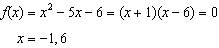 f(x) = x² − 5x − 6 = (x + 1)(x − 6) = 0
x = −1, 6